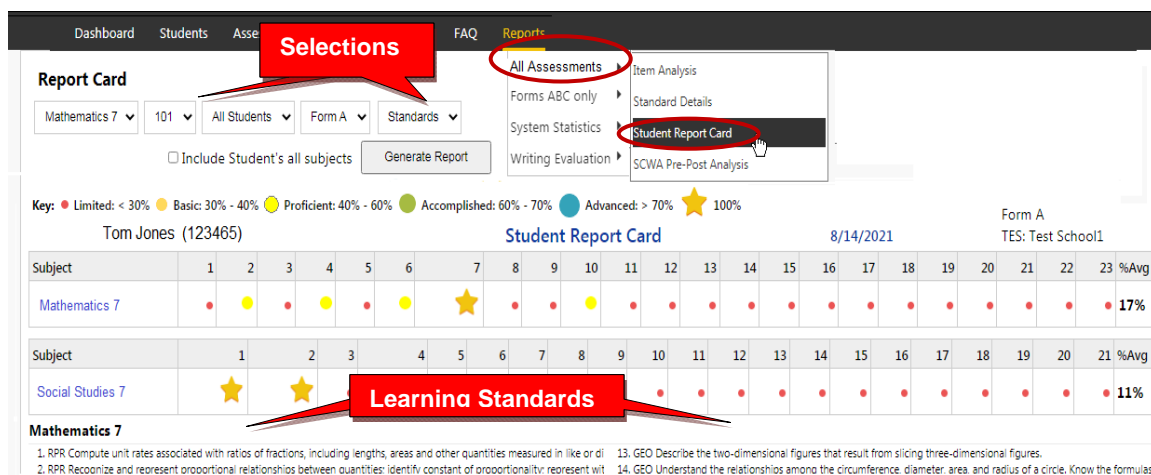 Dashboard Students Asse FAQ Reports
Selections
All Assessments
Item Analysis
Report Card
Forms ABC only
Standard Details
Mathematics 7 101 All Students Form A Standards
System Statistics
Student Report Card
Include Student's all subjects Generate Report
Writing Evaluation
SCWA Pre-Post Analysis
Key: Limited: < 30% Basic: 30% - 40% Proficient: 40% - 60% Accomplished: 60% - 70% Advanced: > 70% 100%
Form A
Tom Jones (123465) Student Report Card 8/14/2021 TES: Test School1
Subject 1 2 3 4 5 6 7 8 9 10 11 12 13 14 15 16 17 18 19 20 21 22 23 %Avg
Mathematics 7 17%
Subject 1 2 3 4 5 6 7 8 9 10 11 12 13 14 15 16 17 18 19 20 21 %Avg
Social Studies 7 11%
Learning Standards
Mathematics 7
1. RPR Compute unit rates associated with ratios of fractions, including lengths, areas and other quantities measured in like or di 13. GEO Describe the two-dimensional figures that result from slicing three-dimensional figures.
2. RPR Recognize and represent proportional relationships between quantities: identify constant of proportionality: represent wit 14. GEO Understand the relationships among the circumference, diameter, area, and radius of a circle. Know the formulas